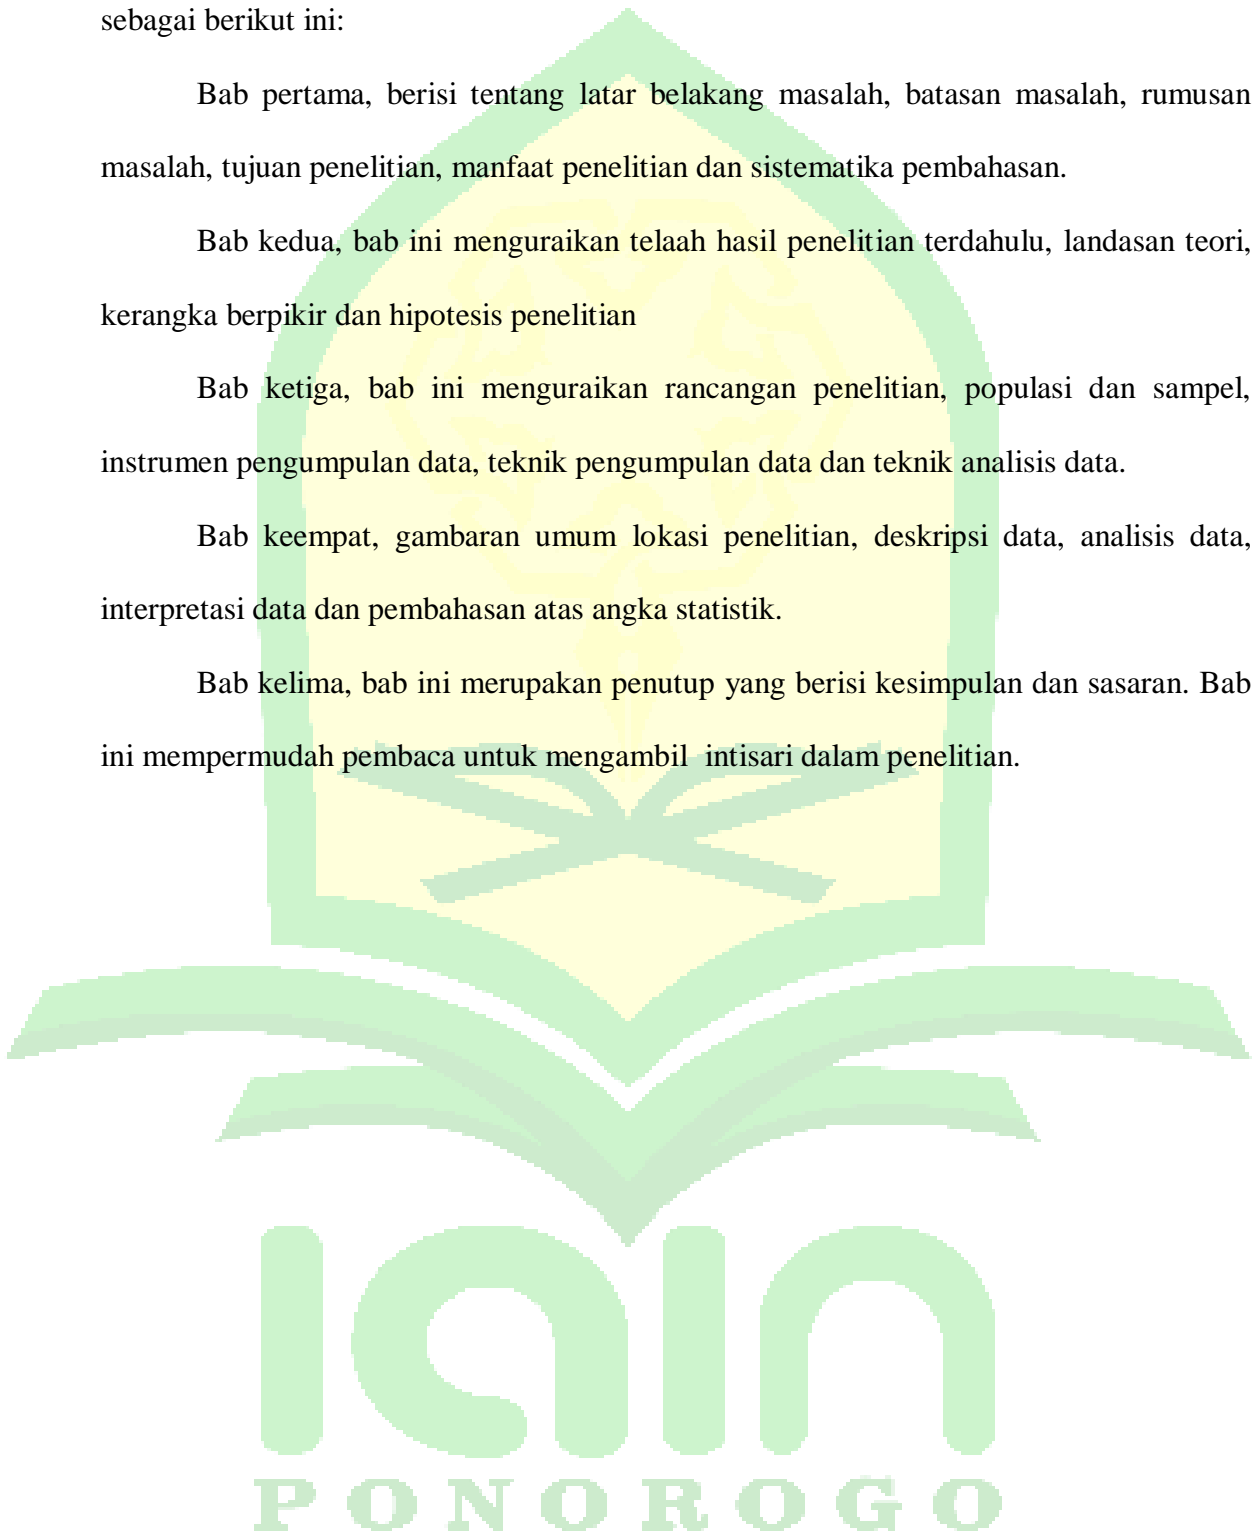 sebagai berikut ini:
Bab pertama, berisi tentang latar belakang masalah, batasan masalah, rumusan
masalah, tujuan penelitian, manfaat penelitian dan sistematika pembahasan.
Bab kedua, bab ini menguraikan telaah hasil penelitian terdahulu, landasan teori,
kerangka berpikir dan hipotesis penelitian
Bab ketiga, bab ini menguraikan rancangan penelitian, populasi dan sampel,
instrumen pengumpulan data, teknik pengumpulan data dan teknik analisis data.
Bab keempat, gambaran umum lokasi penelitian, deskripsi data, analisis data,
interpretasi data dan pembahasan atas angka statistik.
Bab kelima, bab ini merupakan penutup yang berisi kesimpulan dan sasaran. Bab
ini mempermudah pembaca untuk mengambil  intisari dalam penelitian.
IAIN
PONOROGO